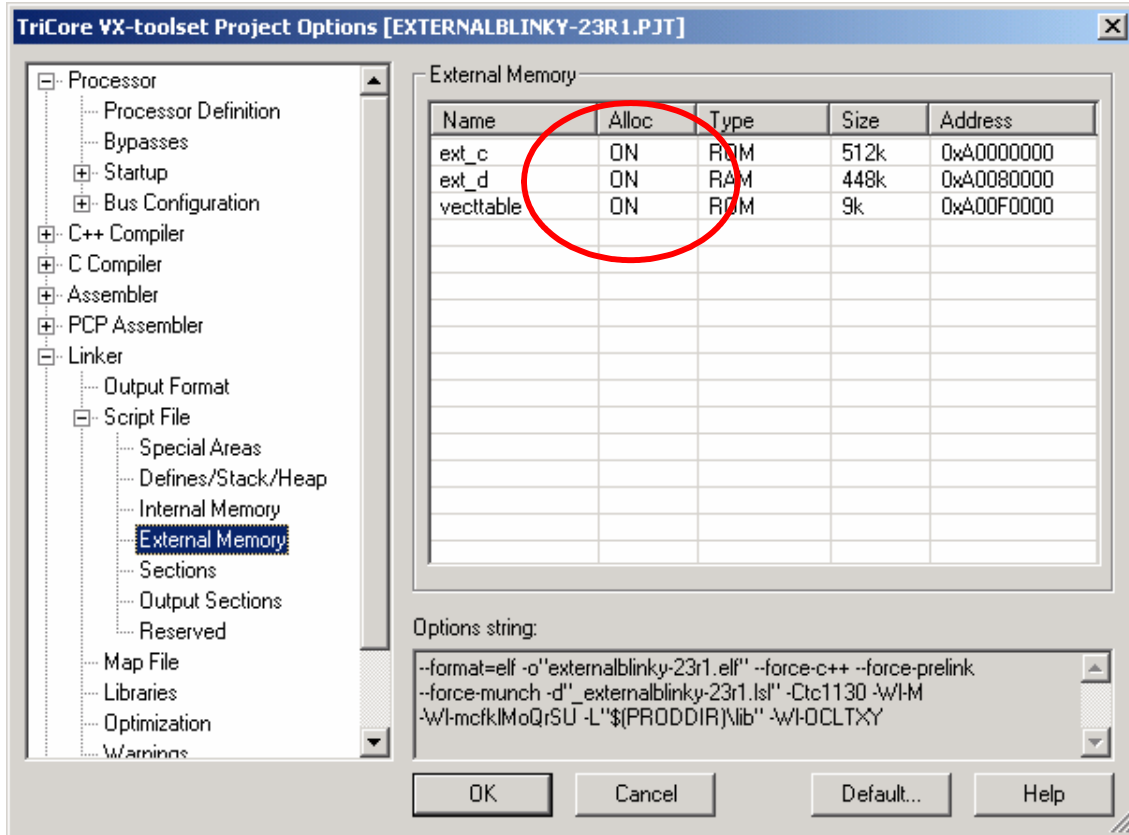 TriCore VX-toolset Project Options [EXTERNALBLINKY-23R1.PJT]
Processor
Processor Definition
Bypasses
Startup
Bus Configuration
C++ Compiler
C Compiler
Assembler
PCP Assembler
Linker
Output Format
Script File
Special Areas
Defines/Stack/Heap
Internal Memory
External Memory
Sections
Output Sections
Reserved
Map File
Libraries
Optimization
Warnings
External Memory
Name Alloc Type Size Address
ext_c ON ROM 512k 0xA0000000
ext_d ON RAM 448k 0xA0080000
vecttable ON ROM 9k 0xA00F0000
Options string:
--format=elf -o"externalblinky-23r1.elf" --force-c++ --force-prelink
--force-munch -d"_externalblinky-23r1.lsl" -Ctc1130 -Wl-M
-Wl-mcfklMoQrSU -L"$(PRODDIR)\lib" -Wl-OCLTXY
OK Cancel Default... Help